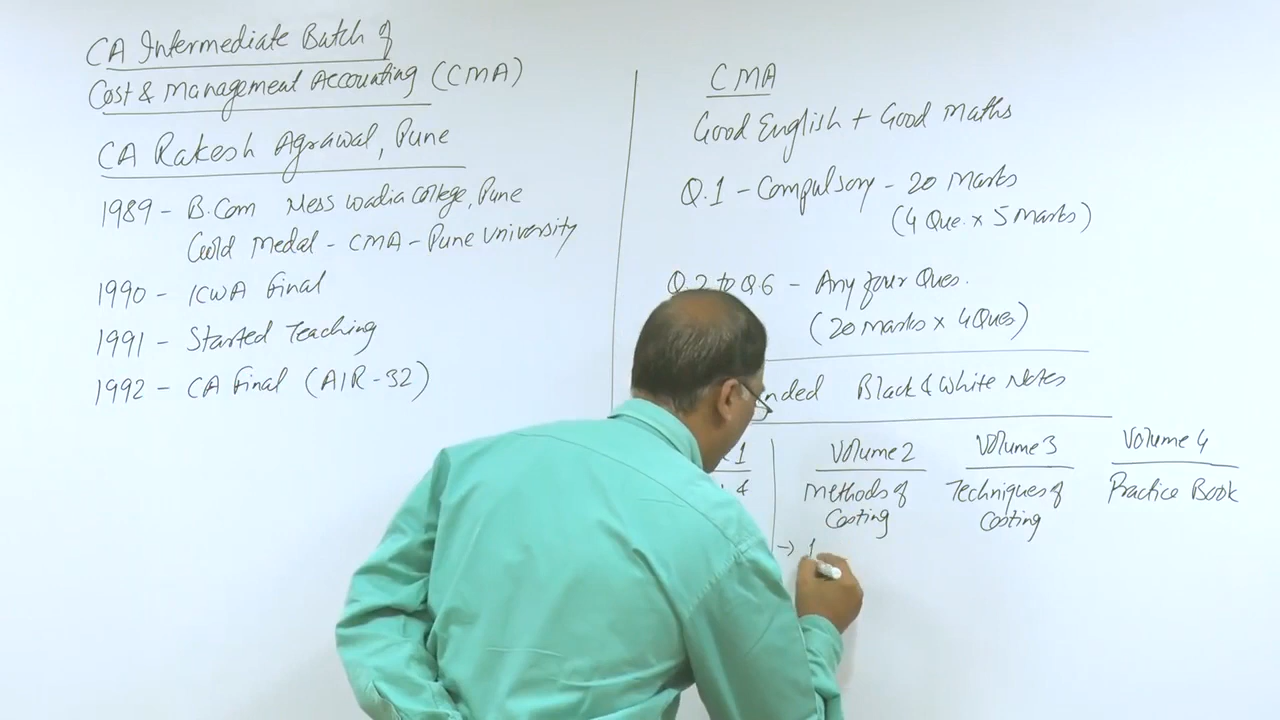 CA Intermediate Batch of
Cost & Management Accounting (CMA)
CA Rakesh Agrawal, Pune
1989 - B.Com Ness Wadia College, Pune
Gold Medal - CMA - Pune University
1990 - ICWA Final
1991 - Started Teaching
1992 - CA Final (AIR-32)
CMA
Good English + Good Maths
Q.1 - Compulsory - 20 Marks
(4 Que. x 5 Marks)
Q.2 to Q.6 - Any four Ques.
(20 Marks x 4 Ques)
Black & White Notes
1
Volume 2
Volume 3
Volume 4
4
Methods of
Costing
Techniques of
Costing
Practice Book
→ 1